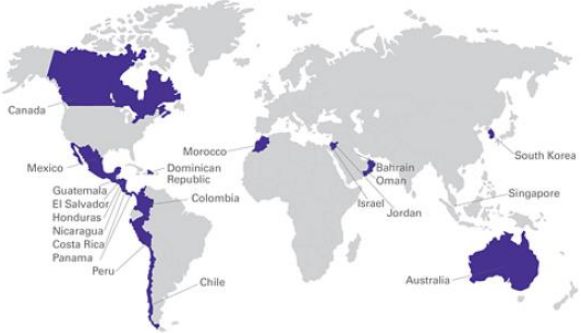 Canada
Morocco
South Korea
Mexico
Dominican
Republic
Bahrain
Oman
Guatemala
El Salvador
Honduras
Nicaragua
Costa Rica
Panama
Colombia
Israel
Jordan
Singapore
Peru
Chile
Australia